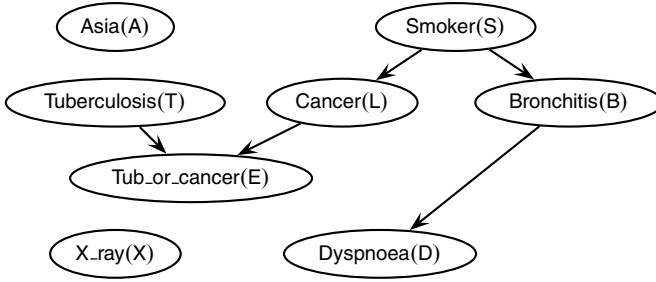 Asia(A)
Smoker(S)
Tuberculosis(T)
Cancer(L)
Bronchitis(B)
Tub_or_cancer(E)
X_ray(X)
Dyspnoea(D)